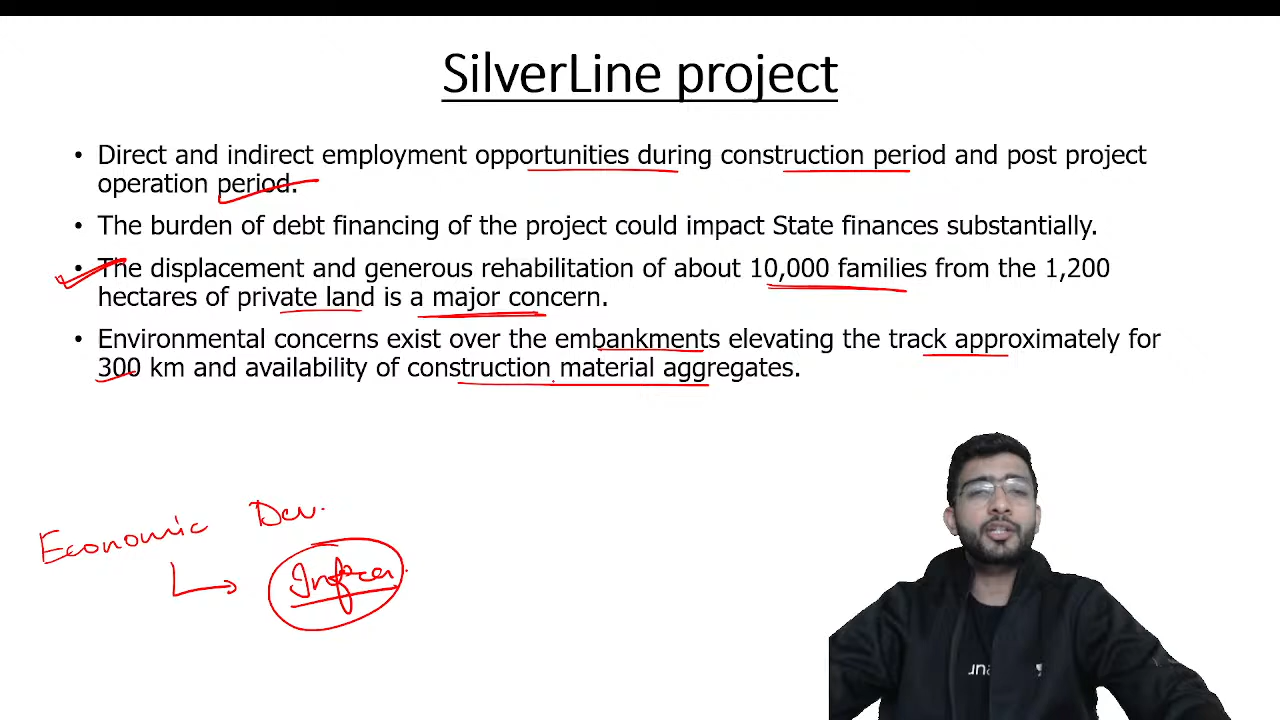 SilverLine project
• Direct and indirect employment opportunities during construction period and post project
operation period.
• The burden of debt financing of the project could impact State finances substantially.
• The displacement and generous rehabilitation of about 10,000 families from the 1,200
hectares of private land is a major concern.
• Environmental concerns exist over the embankments elevating the track approximately for
300 km and availability of construction material aggregates.
Economic Dev.